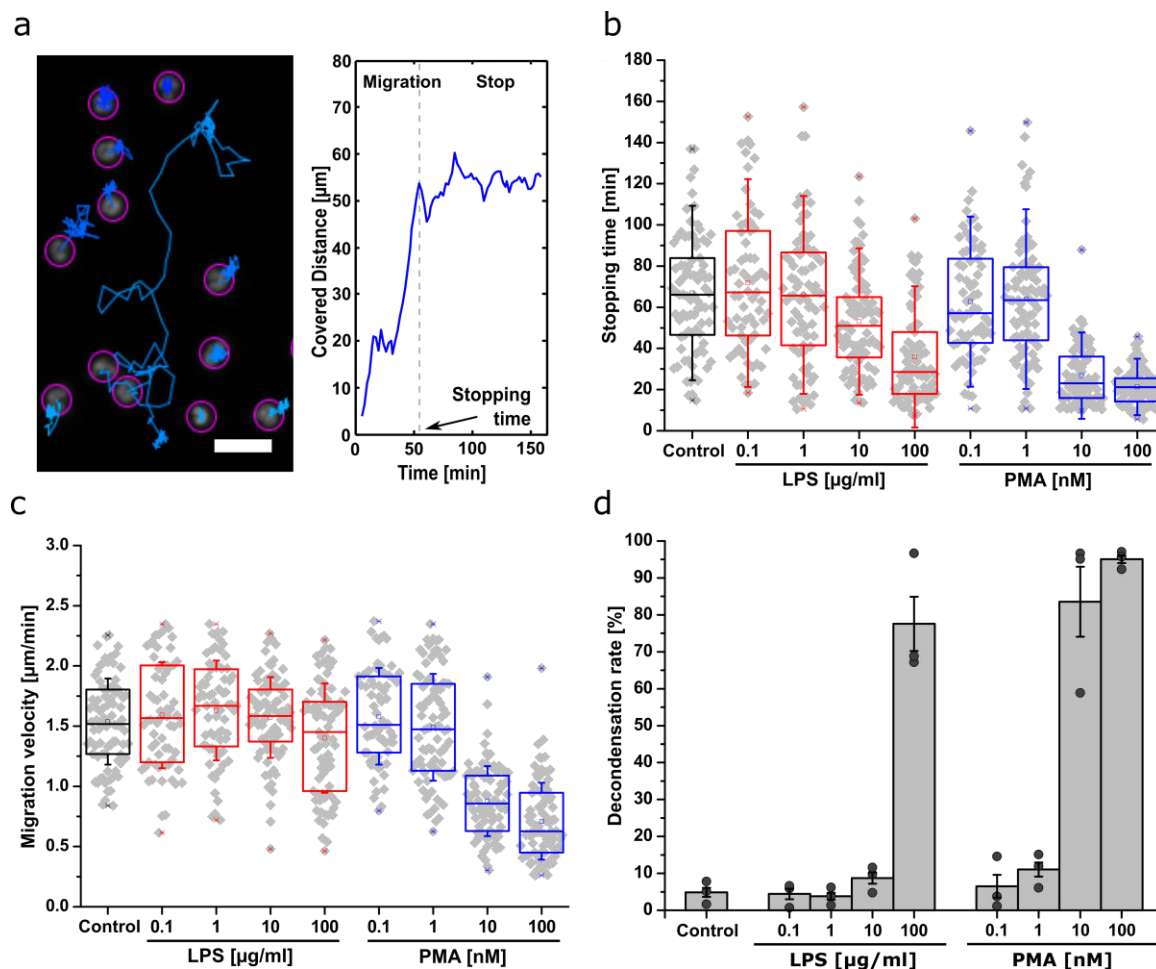 a
80
70
60
50
40
30
20
10
0
Covered Distance [µm]
Migration
Stop
Stopping
time
0 50 100 150
Time [min]
b
180
160
140
120
100
80
60
40
20
0
Stopping time [min]
Control 0.1 1 10 100 0.1 1 10 100
LPS [µg/ml] PMA [nM]
c
3.0
2.5
2.0
1.5
1.0
0.5
0.0
Migration velocity [µm/min]
Control 0.1 1 10 100 0.1 1 10 100
LPS [µg/ml] PMA [nM]
d
100
90
80
70
60
50
40
30
20
10
0
Decondensation rate [%]
Control 0.1 1 10 100 0.1 1 10 100
LPS [µg/ml] PMA [nM]